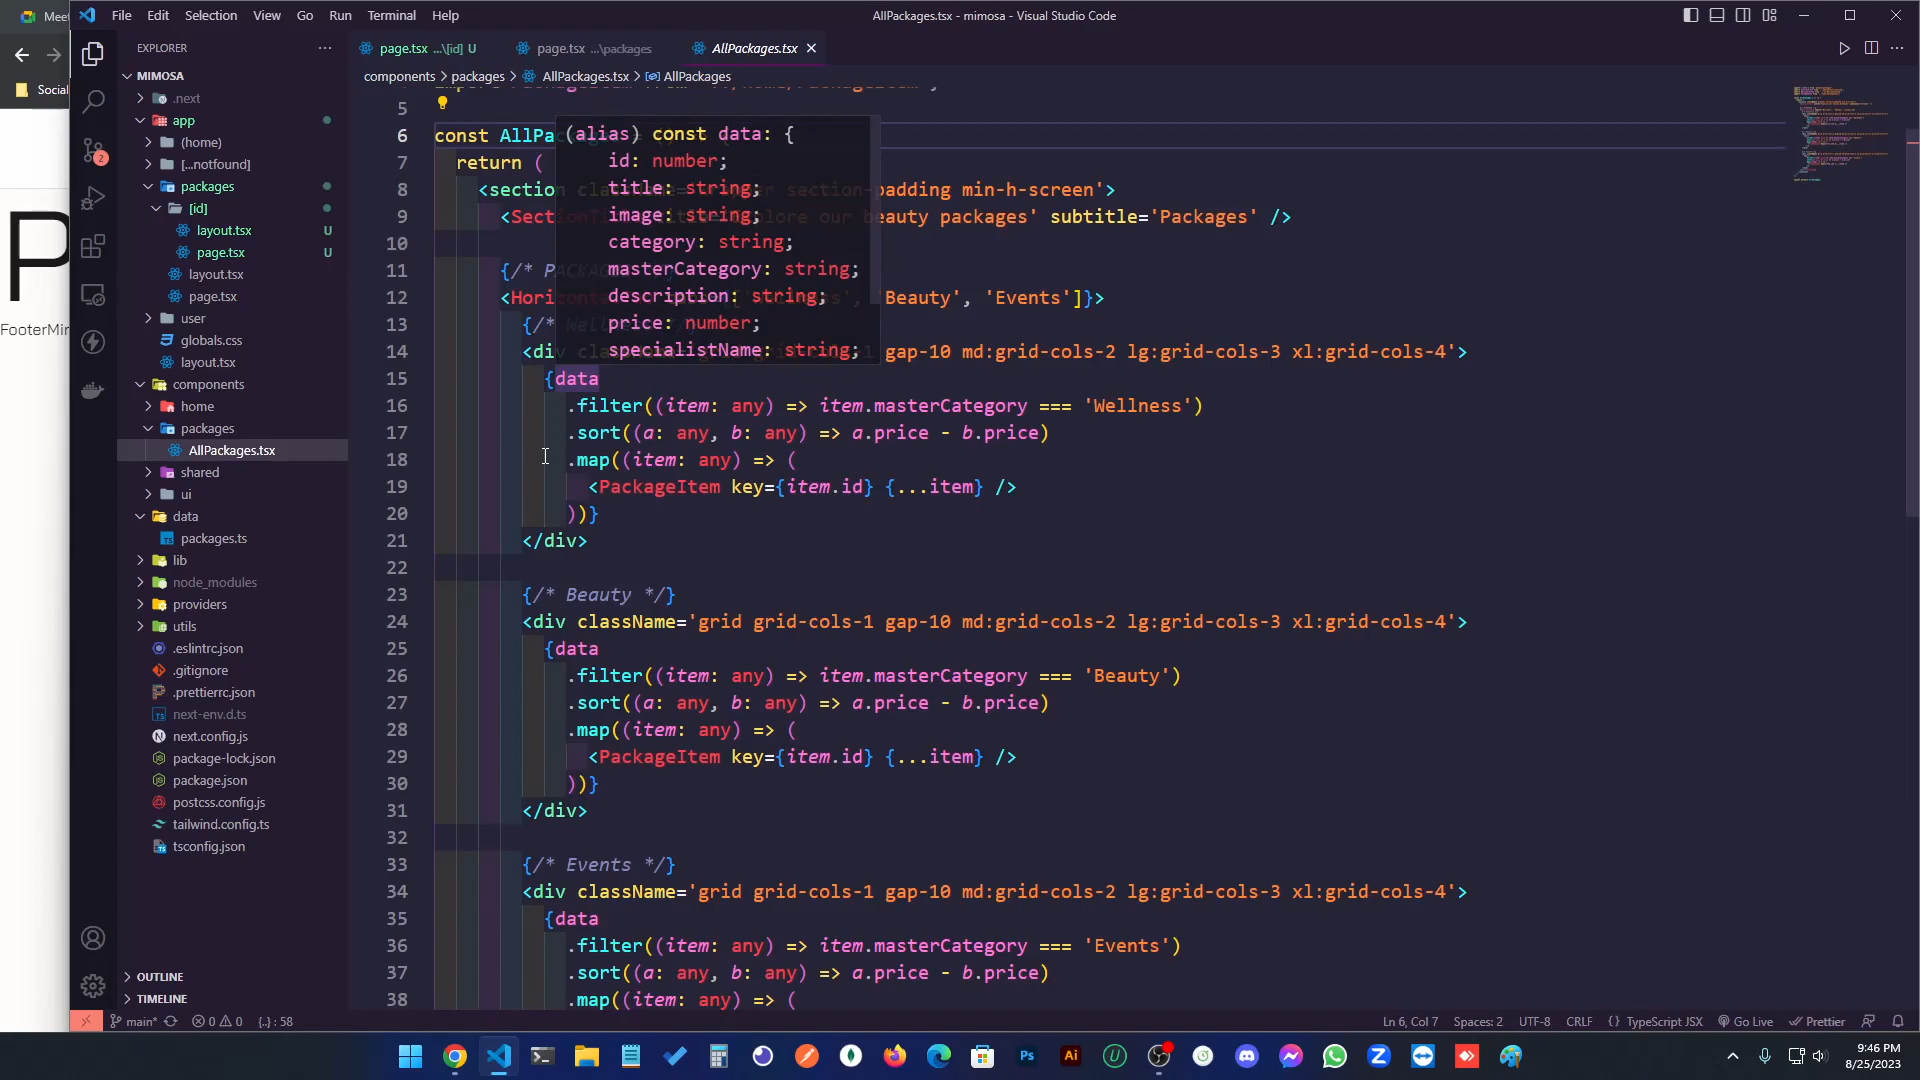 Meet
File Edit Selection View Go Run Terminal Help
AllPackages.tsx - mimosa - Visual Studio Code
Social
P
FooterMin
EXPLORER
MIMOSA
.next
app
(home)
[...notfound]
packages
[id]
layout.tsx U
page.tsx U
layout.tsx
page.tsx
user
globals.css
layout.tsx
components
home
packages
AllPackages.tsx
shared
ui
data
packages.ts
lib
node_modules
providers
utils
.eslintrc.json
.gitignore
.prettierrc.json
next-env.d.ts
next.config.js
package-lock.json
package.json
postcss.config.js
tailwind.config.ts
tsconfig.json
OUTLINE
TIMELINE
page.tsx ...\[id] U
page.tsx ...\packages
AllPackages.tsx
components > packages > AllPackages.tsx > AllPackages
5
6 const AllPa
7 return (
8 <section section-padding min-h-screen'>
9 <Sec beauty packages' subtitle='Packages' />
10
11 {/* PACKA
12 <Horiz 'Beauty', 'Events']}>
13 {/*
14 <div gap-10 md:grid-cols-2 lg:grid-cols-3 xl:grid-cols-4'>
(alias) const data: {
id: number;
title: string;
image: string;
category: string;
masterCategory: string;
description: string;
price: number;
specialistName: string;
15 {data
16 .filter((item: any) => item.masterCategory === 'Wellness')
17 .sort((a: any, b: any) => a.price - b.price)
18 .map((item: any) => (
19 <PackageItem key={item.id} {...item} />
20 ))}
21 </div>
22
23 {/* Beauty */}
24 <div className='grid grid-cols-1 gap-10 md:grid-cols-2 lg:grid-cols-3 xl:grid-cols-4'>
25 {data
26 .filter((item: any) => item.masterCategory === 'Beauty')
27 .sort((a: any, b: any) => a.price - b.price)
28 .map((item: any) => (
29 <PackageItem key={item.id} {...item} />
30 ))}
31 </div>
32
33 {/* Events */}
34 <div className='grid grid-cols-1 gap-10 md:grid-cols-2 lg:grid-cols-3 xl:grid-cols-4'>
35 {data
36 .filter((item: any) => item.masterCategory === 'Events')
37 .sort((a: any, b: any) => a.price - b.price)
38 .map((item: any) => (
main* 0 0 {..} : 58
Ln 6, Col 7 Spaces: 2 UTF-8 CRLF {} TypeScript JSX Go Live Prettier
9:46 PM
8/25/2023